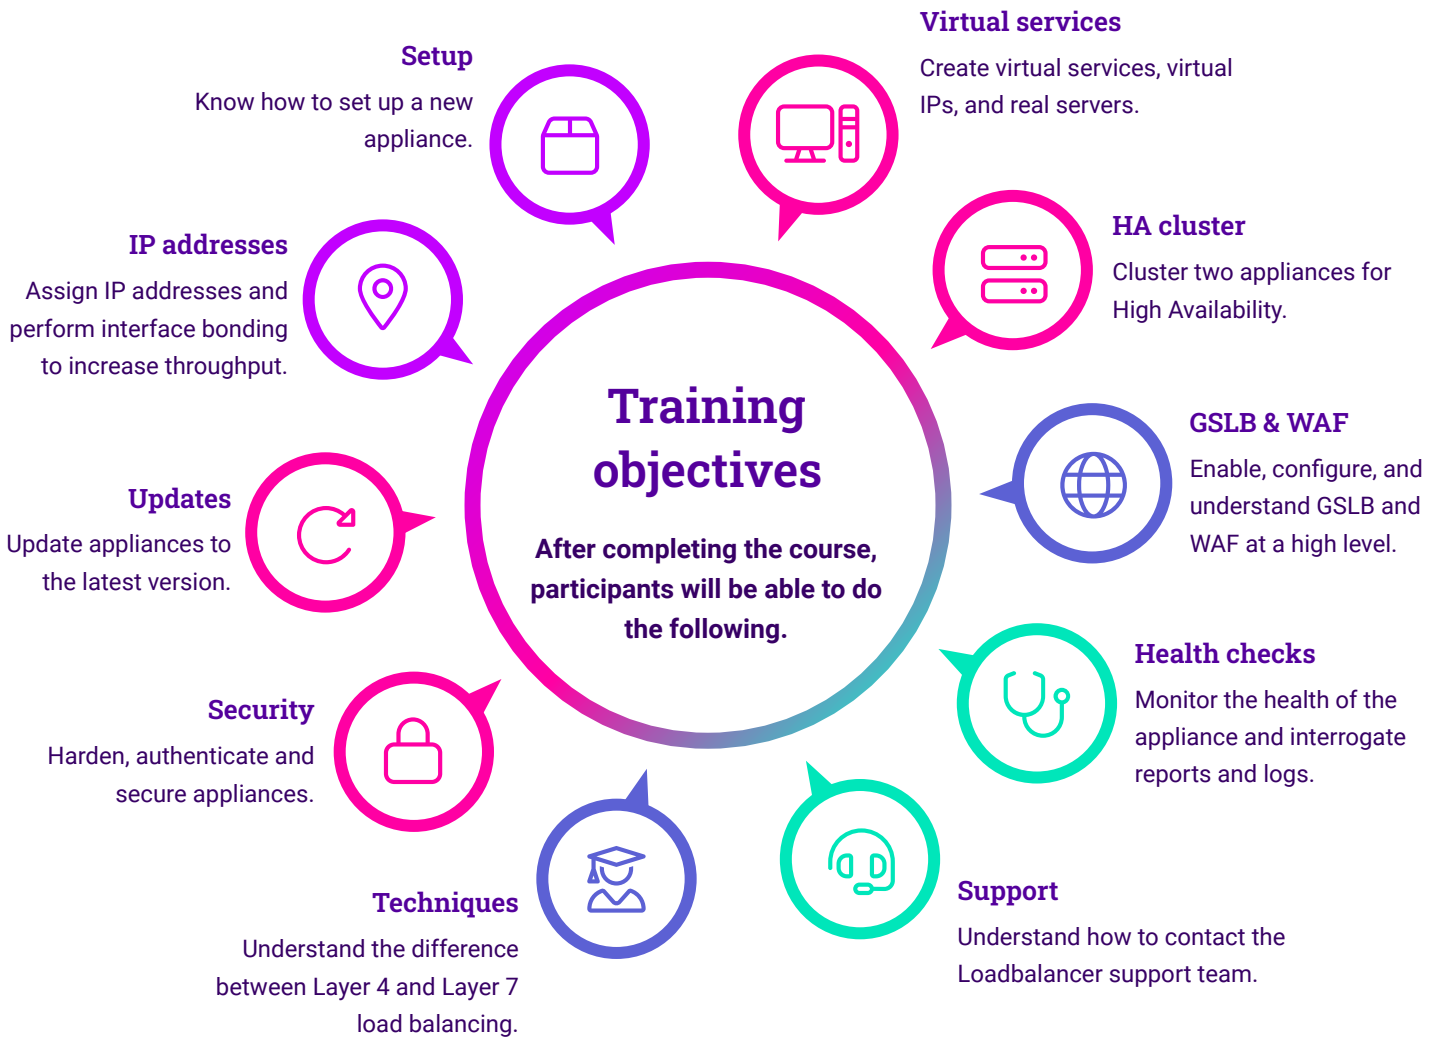 Training
objectives
After completing the course,
participants will be able to do
the following.
Setup
Know how to set up a new
appliance.
Virtual services
Create virtual services, virtual
IPs, and real servers.
HA cluster
Cluster two appliances for
High Availability.
GSLB & WAF
Enable, configure, and
understand GSLB and
WAF at a high level.
Health checks
Monitor the health of the
appliance and interrogate
reports and logs.
Support
Understand how to contact the
Loadbalancer support team.
Techniques
Understand the difference
between Layer 4 and Layer 7
load balancing.
Security
Harden, authenticate and
secure appliances.
Updates
Update appliances to
the latest version.
IP addresses
Assign IP addresses and
perform interface bonding
to increase throughput.